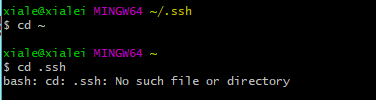 xiale@xialei MINGW64 ~/.ssh
$ cd ~
xiale@xialei MINGW64 ~
$ cd .ssh
bash: cd: .ssh: No such file or directory